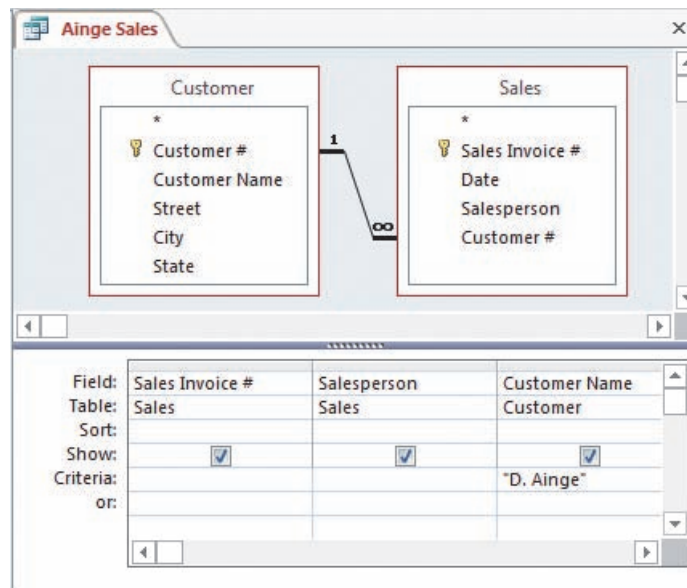 Ainge Sales
Customer
*
Customer #
Customer Name
Street
City
State
1
∞
Sales
*
Sales Invoice #
Date
Salesperson
Customer #
Field: Sales Invoice # Salesperson Customer Name
Table: Sales Sales Customer
Sort:
Show:
Criteria: "D. Ainge"
or: